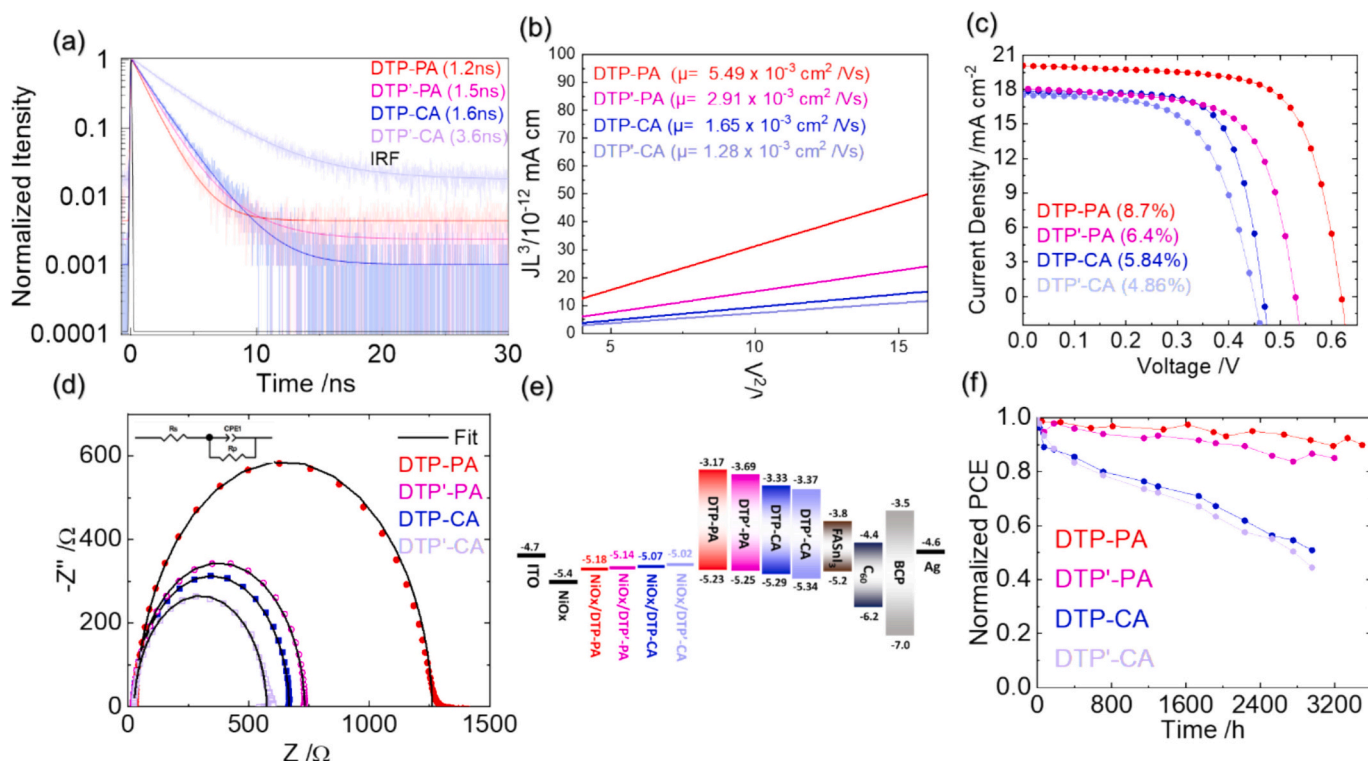 (a)
Normalized Itensity
1
0.1
0.01
0.001
0.0001
DTP-PA (1.2ns)
DTP'-PA (1.5ns)
DTP-CA (1.6ns)
DTP'-CA (3.6ns)
IRF
0
10
20
30
Time /ns
(b)
JL³/10⁻¹² mA cm
100
90
80
70
60
50
40
30
20
10
0
DTP-PA (μ= 5.49 x 10⁻³ cm² /Vs)
DTP'-PA (μ= 2.91 x 10⁻³ cm² /Vs)
DTP-CA (μ= 1.65 x 10⁻³ cm² /Vs)
DTP'-CA (μ= 1.28 x 10⁻³ cm² /Vs)
5
10
15
(c)
Current Density /mA cm⁻²
21
18
15
12
9
6
3
0
DTP-PA (8.7%)
DTP'-PA (6.4%)
DTP-CA (5.84%)
DTP'-CA (4.86%)
0.0 0.1 0.2 0.3 0.4 0.5 0.6
Voltage /V
(d)
-Z" /Ω
600
400
200
0
Rs
CPE1
Rp
Fit
DTP-PA
DTP'-PA
DTP-CA
DTP'-CA
0
500
1000
1500
Z /Ω
(e)
-4.7
ITO
-5.4
NiOx
-5.18
NiOx/DTP-PA
-5.14
NiOx/DTP'-PA
-5.07
NiOx/DTP-CA
-5.02
NiOx/DTP'-CA
-3.17
DTP-PA
-5.23
-3.69
DTP'-PA
-5.25
-3.33
DTP-CA
-5.29
-3.37
DTP'-CA
-5.34
-3.8
FASnI₃
-5.2
-4.4
C₆₀
-6.2
-3.5
BCP
-7.0
-4.6
Ag
(f)
Normalized PCE
1.0
0.8
0.6
0.4
0.2
0.0
DTP-PA
DTP'-PA
DTP-CA
DTP'-CA
0
800
1600
2400
3200
Time /h